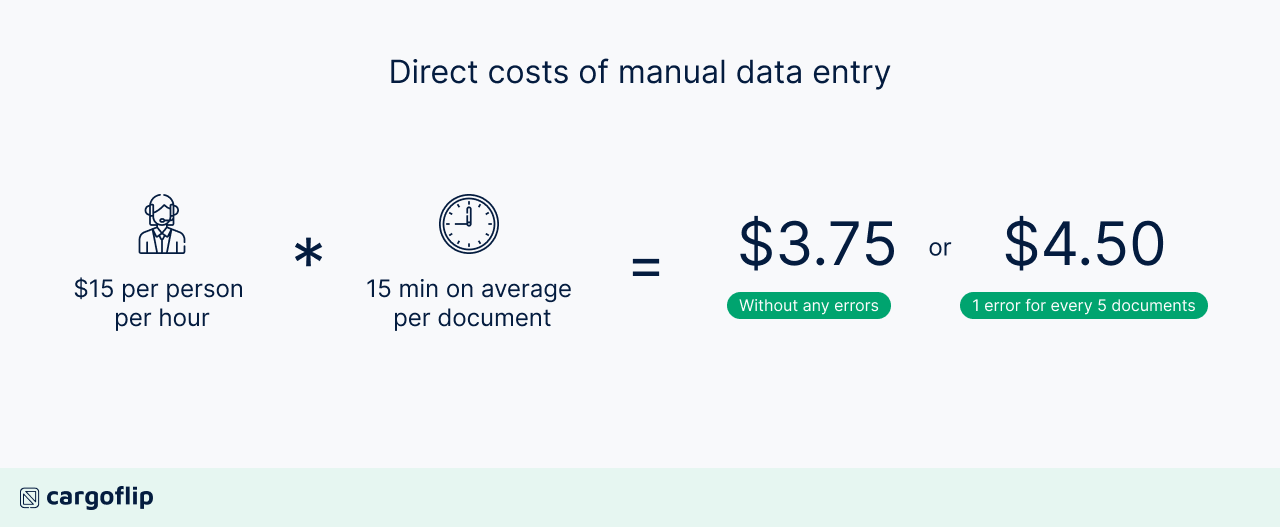 Direct costs of manual data entry
$15 per person
per hour
*
15 min on average
per document
=
$3.75
Without any errors
or
$4.50
1 error for every 5 documents
cargoflip